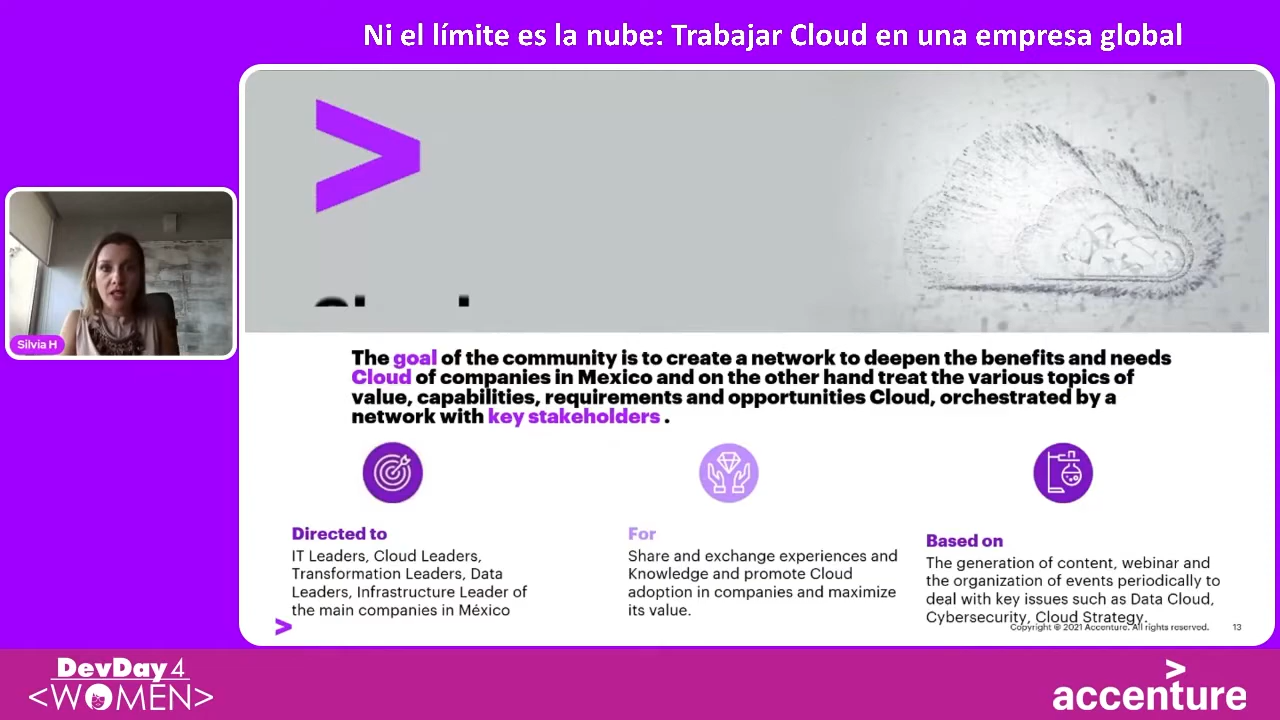 Ni el límite es la nube: Trabajar Cloud en una empresa global
Silvia H
The goal of the community is to create a network to deepen the benefits and needs
Cloud of companies in Mexico and on the other hand treat the various topics of
value, capabilities, requirements and opportunities Cloud, orchestrated by a
network with key stakeholders .
Directed to
IT Leaders, Cloud Leaders,
Transformation Leaders, Data
Leaders, Infrastructure Leader of
the main companies in México
For
Share and exchange experiences and
Knowledge and promote Cloud
adoption in companies and maximize
its value.
Based on
The generation of content, webinar and
the organization of events periodically to
deal with key issues such as Data Cloud,
Cybersecurity, Cloud Strategy.
Copyright © 2021 Accenture. All rights reserved. 13
DevDay4
<WOMEN>
accenture